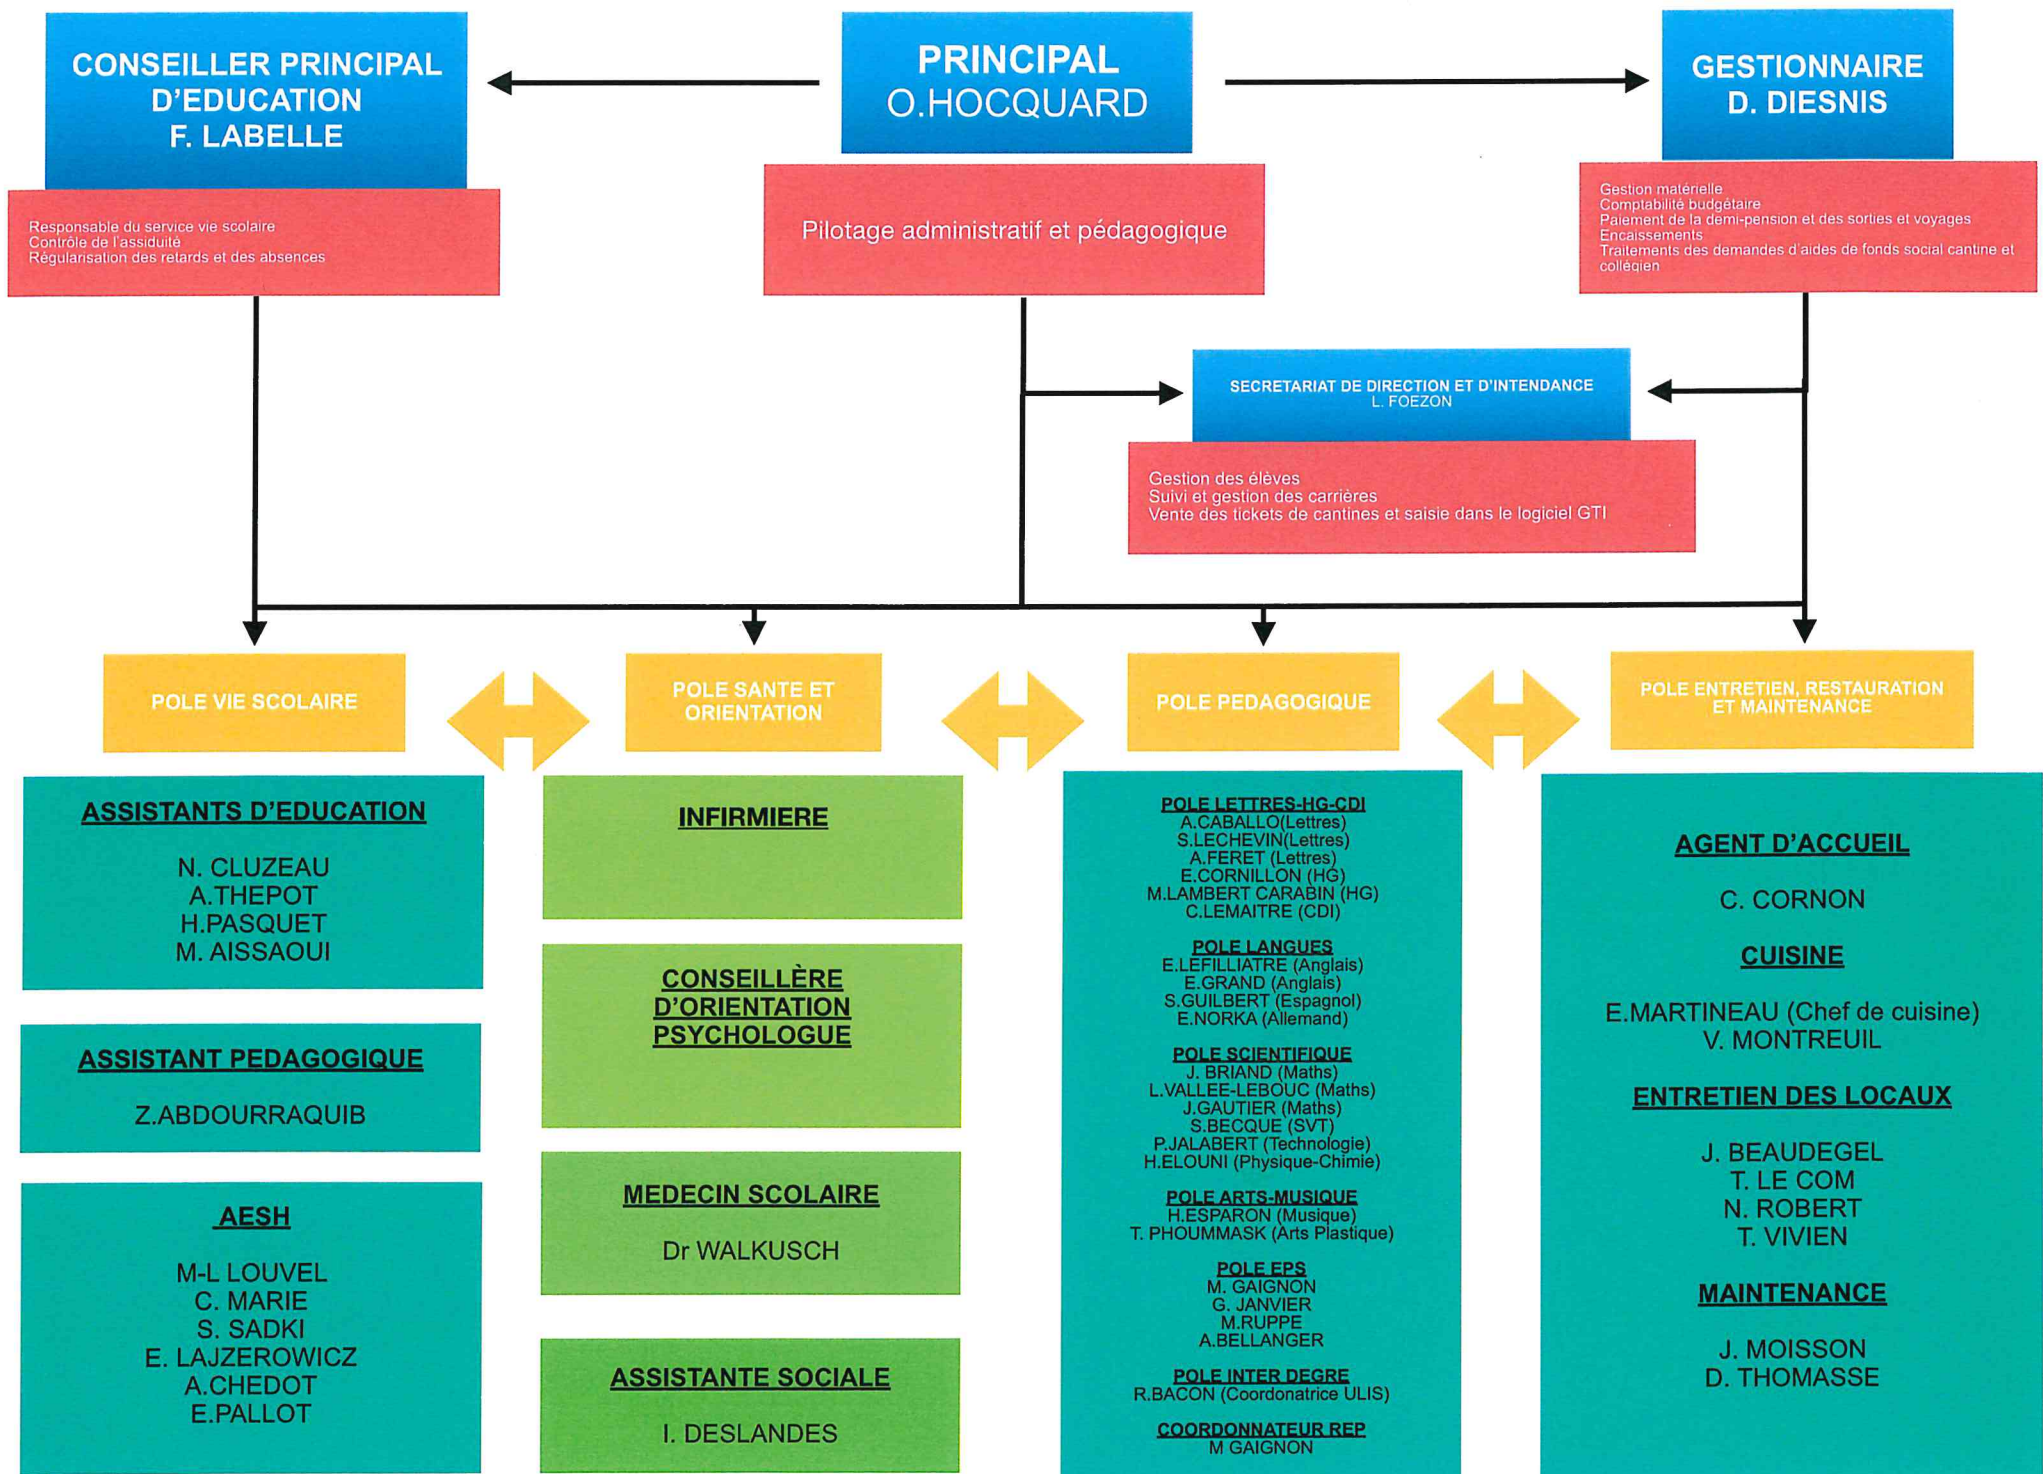 CONSEILLER PRINCIPAL
D'EDUCATION
F. LABELLE
Responsable du service vie scolaire
Contrôle de l'assiduité
Régularisation des retards et des absences
PRINCIPAL
O.HOCQUARD
Pilotage administratif et pédagogique
GESTIONNAIRE
D. DIESNIS
Gestion matérielle
Comptabilité budgétaire
Paiement de la demi-pension et des sorties et voyages
Encaissements
Traitements des demandes d'aides de fonds social cantine et
collégien
SECRETARIAT DE DIRECTION ET D'INTENDANCE
L. FOEZON
Gestion des élèves
Suivi et gestion des carrières
Vente des tickets de cantines et saisie dans le logiciel GTI
POLE VIE SCOLAIRE
ASSISTANTS D'EDUCATION
N. CLUZEAU
A.THEPOT
H.PASQUET
M. AISSAOUI
ASSISTANT PEDAGOGIQUE
Z.ABDOURRAQUIB
AESH
M-L LOUVEL
C. MARIE
S. SADKI
E. LAJZEROWICZ
A.CHEDOT
E.PALLOT
POLE SANTE ET
ORIENTATION
INFIRMIERE
CONSEILLÈRE
D'ORIENTATION
PSYCHOLOGUE
MEDECIN SCOLAIRE
Dr WALKUSCH
ASSISTANTE SOCIALE
I. DESLANDES
POLE PEDAGOGIQUE
POLE LETTRES-HG-CDI
A.CABALLO(Lettres)
S.LECHEVIN(Lettres)
A.FERET (Lettres)
E.CORNILLON (HG)
M.LAMBERT CARABIN (HG)
C.LEMAITRE (CDI)
POLE LANGUES
E.LEFILLIATRE (Anglais)
E.GRAND (Anglais)
S.GUILBERT (Espagnol)
E.NORKA (Allemand)
POLE SCIENTIFIQUE
J. BRIAND (Maths)
L.VALLEE-LEBOUC (Maths)
J.GAUTIER (Maths)
S.BECQUE (SVT)
P.JALABERT (Technologie)
H.ELOUNI (Physique-Chimie)
POLE ARTS-MUSIQUE
H.ESPARON (Musique)
T. PHOUMMASK (Arts Plastique)
POLE EPS
M. GAIGNON
G. JANVIER
M.RUPPE
A.BELLANGER
POLE INTER DEGRE
R.BACON (Coordonatrice ULIS)
COORDONNATEUR REP
M GAIGNON
POLE ENTRETIEN, RESTAURATION
ET MAINTENANCE
AGENT D'ACCUEIL
C. CORNON
CUISINE
E.MARTINEAU (Chef de cuisine)
V. MONTREUIL
ENTRETIEN DES LOCAUX
J. BEAUDEGEL
T. LE COM
N. ROBERT
T. VIVIEN
MAINTENANCE
J. MOISSON
D. THOMASSE